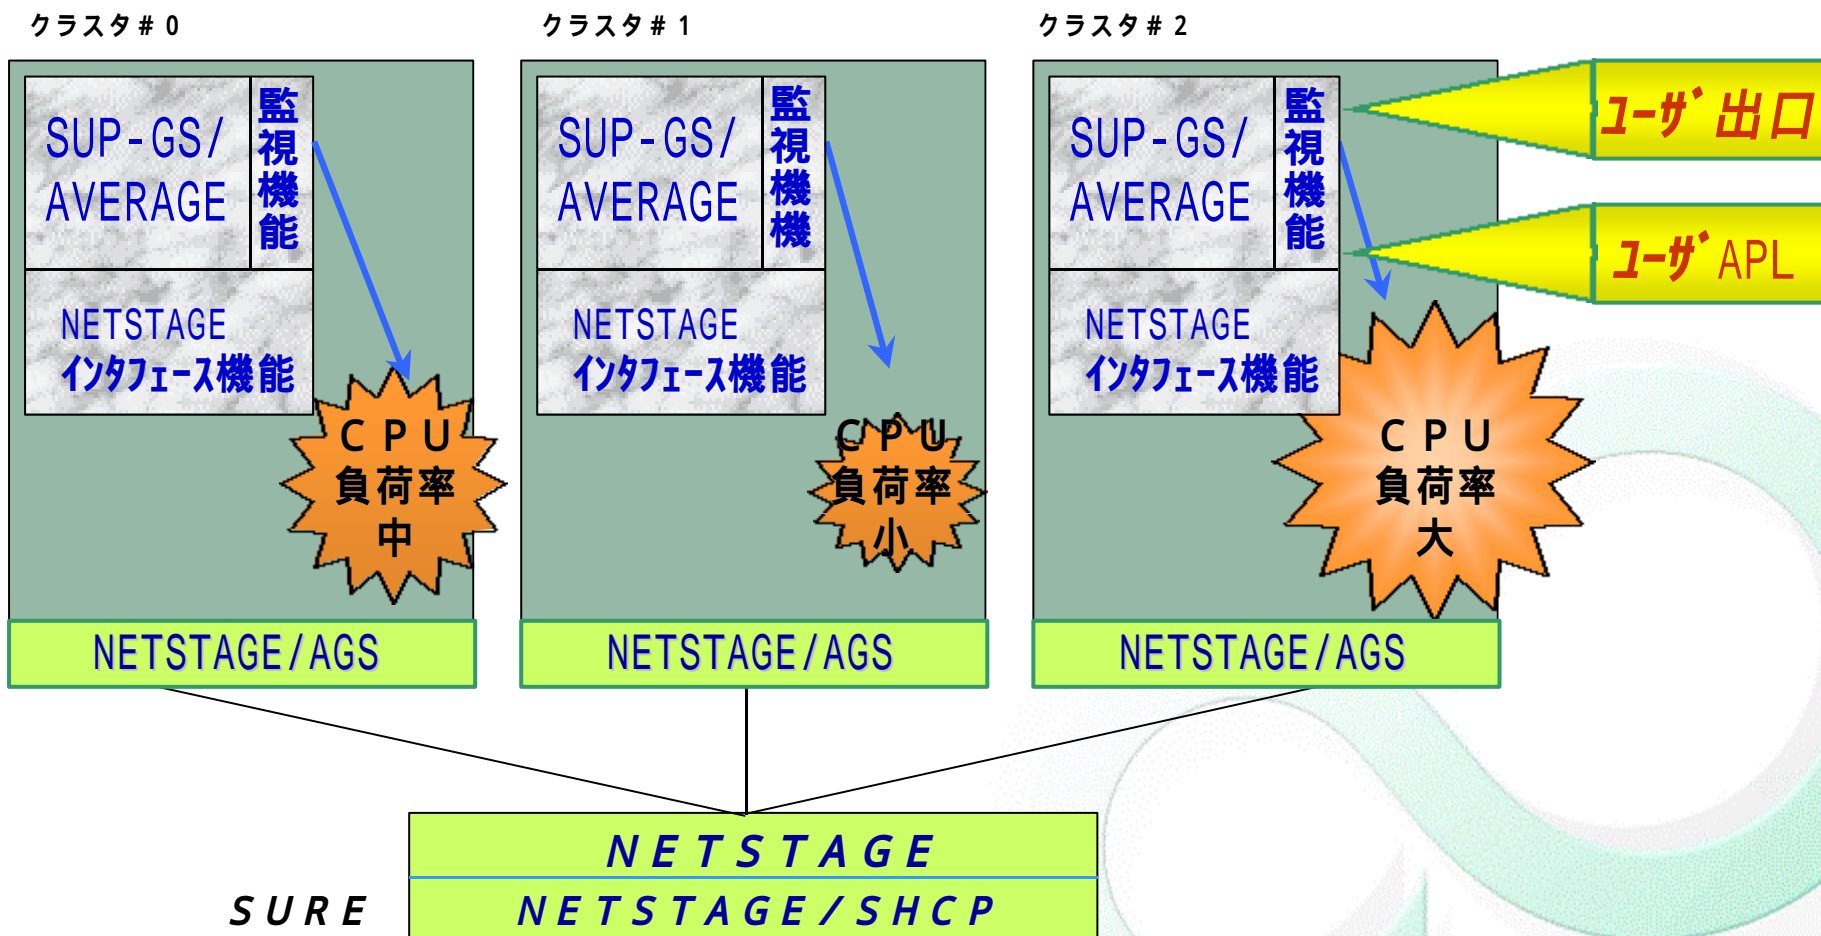 クラスタ＃０
クラスタ＃１
クラスタ＃２
SUP-GS/
AVERAGE
監視機能
NETSTAGE
ｲﾝﾀﾌｪｰｽ機能
ＣＰＵ
負荷率
中
NETSTAGE/AGS
SUP-GS/
AVERAGE
監視機機
NETSTAGE
ｲﾝﾀﾌｪｰｽ機能
ＣＰＵ
負荷率
小
NETSTAGE/AGS
SUP-GS/
AVERAGE
監視機能
NETSTAGE
ｲﾝﾀﾌｪｰｽ機能
ＣＰＵ
負荷率
大
NETSTAGE/AGS
ﾕｰｻﾞ出口
ﾕｰｻﾞAPL
ＮＥＴＳＴＡＧＥ
ＳＵＲＥ
ＮＥＴＳＴＡＧＥ／ＳＨＣＰ